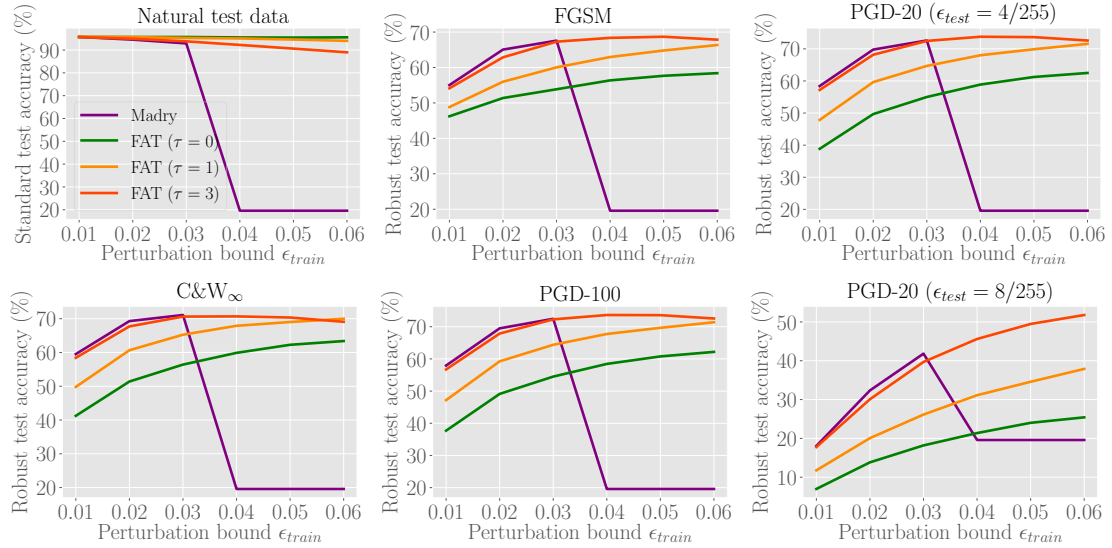 Natural test data
Standard test accuracy (%)
90
80
70
60
50
40
30
20
Madry
FAT (τ = 0)
FAT (τ = 1)
FAT (τ = 3)
0.01 0.02 0.03 0.04 0.05 0.06
Perturbation bound ϵtrain
FGSM
Robust test accuracy (%)
70
60
50
40
30
20
0.01 0.02 0.03 0.04 0.05 0.06
Perturbation bound ϵtrain
PGD-20 (ϵtest = 4/255)
Robust test accuracy (%)
70
60
50
40
30
20
0.01 0.02 0.03 0.04 0.05 0.06
Perturbation bound ϵtrain
C&W∞
Robust test accuracy (%)
70
60
50
40
30
20
0.01 0.02 0.03 0.04 0.05 0.06
Perturbation bound ϵtrain
PGD-100
Robust test accuracy (%)
70
60
50
40
30
20
0.01 0.02 0.03 0.04 0.05 0.06
Perturbation bound ϵtrain
PGD-20 (ϵtest = 8/255)
Robust test accuracy (%)
50
40
30
20
10
0.01 0.02 0.03 0.04 0.05 0.06
Perturbation bound ϵtrain